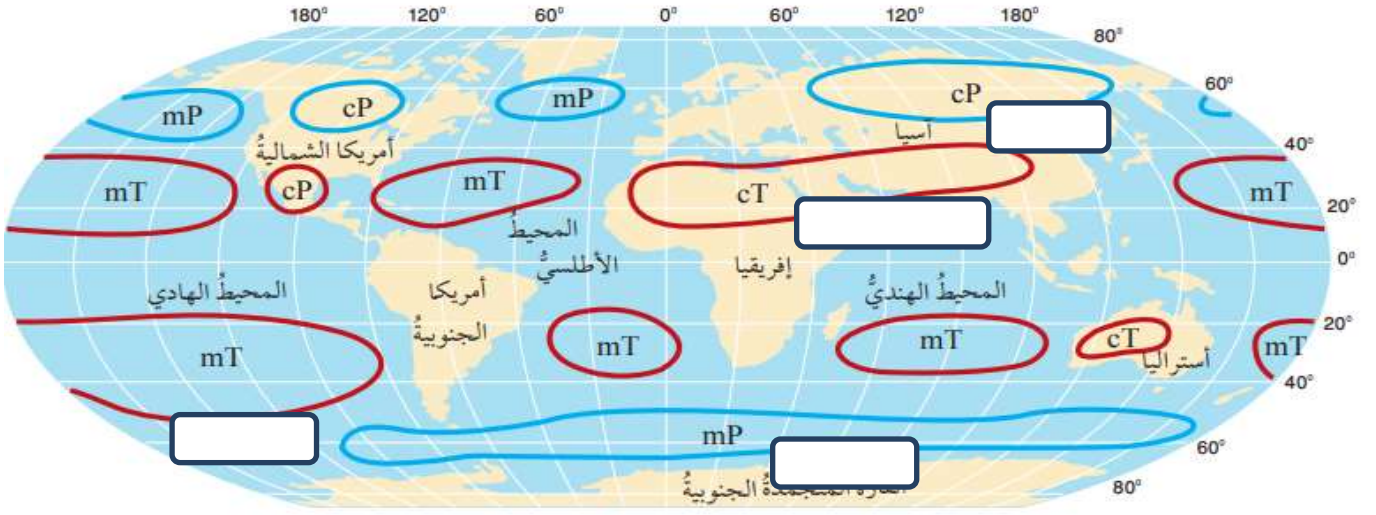 180° 120° 60° 0° 60° 120° 180°
80°
60°
mP cP mP cP
آسيا
40°
أمريكا الشماليةُ
mT cP mT cT mT
20°
المحيطُ
الأطلسيُّ
إفريقيا
0°
المحيطُ الهادي
أمريكا
الجنوبيةُ
المحيطُ الهنديُّ
20°
mT mT mT cT mT
أستراليا
40°
mP
60°
الجنوبيةُ
80°